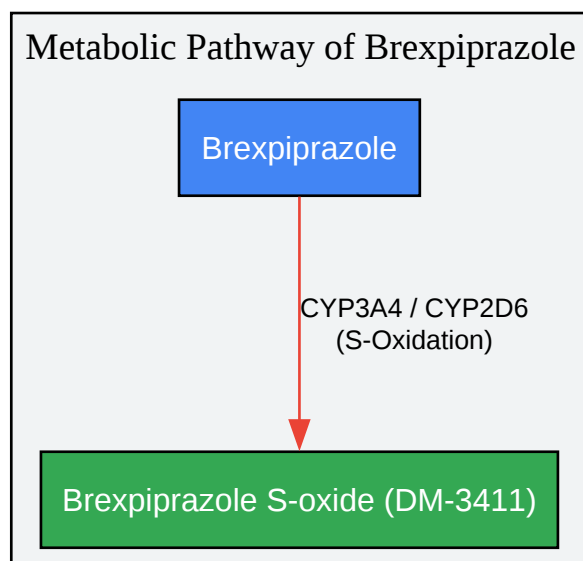 Metabolic Pathway of Brexpiprazole
Brexpiprazole
CYP3A4 / CYP2D6
(S-Oxidation)
Brexpiprazole S-oxide (DM-3411)